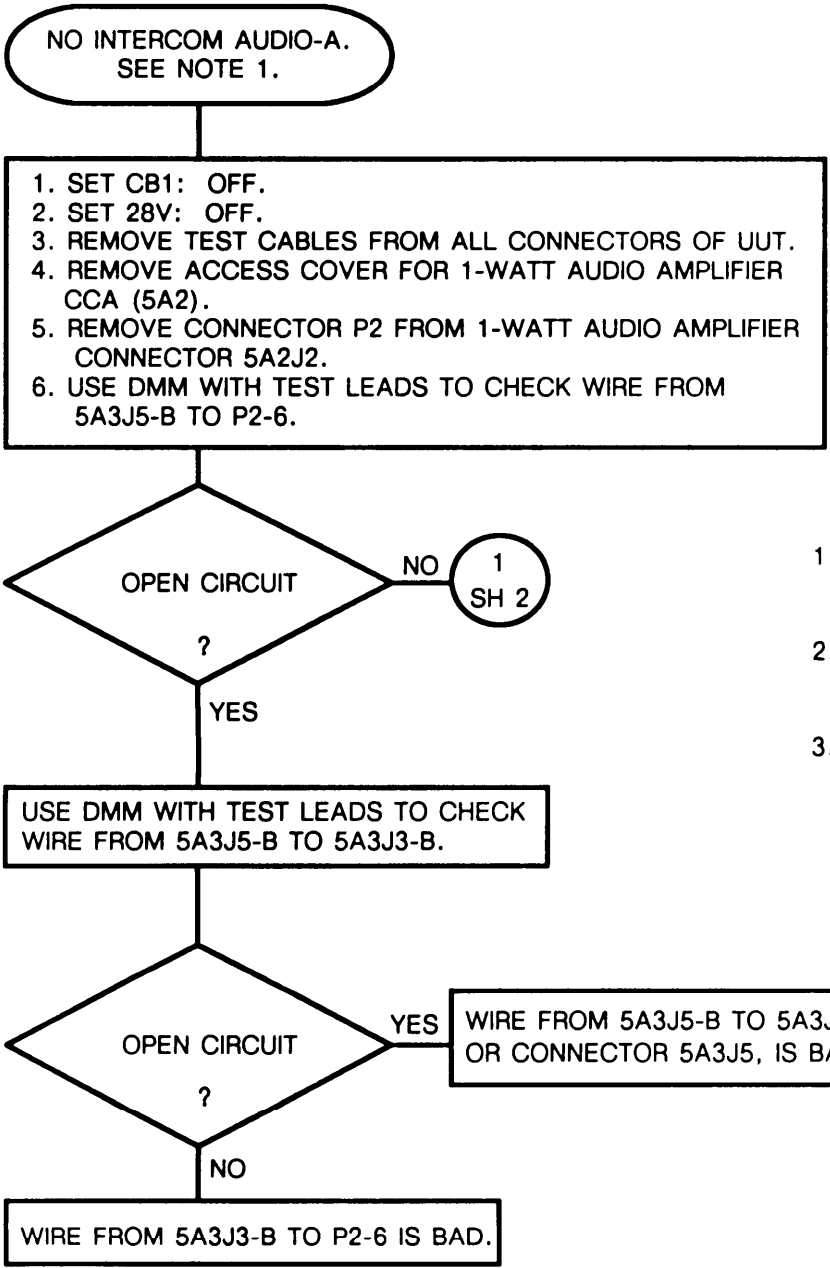 NO INTERCOM AUDIO-A.
SEE NOTE 1.
1. SET CB1: OFF.
2. SET 28V: OFF.
3. REMOVE TEST CABLES FROM ALL CONNECTORS OF UUT.
4. REMOVE ACCESS COVER FOR 1-WATT AUDIO AMPLIFIER
CCA (5A2).
5. REMOVE CONNECTOR P2 FROM 1-WATT AUDIO AMPLIFIER
CONNECTOR 5A2J2.
6. USE DMM WITH TEST LEADS TO CHECK WIRE FROM
5A3J5-B TO P2-6.
OPEN CIRCUIT
?
NO
1
SH 2
1
2.
3.
YES
USE DMM WITH TEST LEADS TO CHECK
WIRE FROM 5A3J5-B TO 5A3J3-B.
OPEN CIRCUIT
?
YES
WIRE FROM 5A3J5-B TO
OR CONNECTOR 5A3J5, IS
NO
WIRE FROM 5A3J3-B TO P2-6 IS BAD.